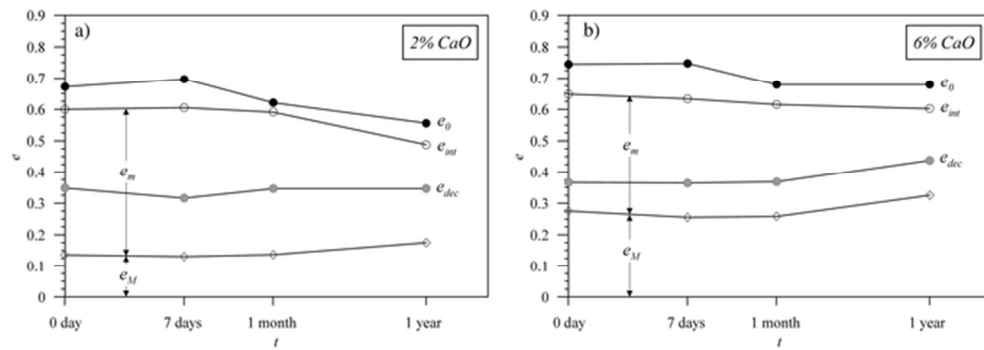 a)
2% CaO
0.9
0.8
0.7
0.6
0.5
0.4
0.3
0.2
0.1
0
e
e0
eint
edec
em
eM
0 day
7 days
1 month
1 year
t
b)
6% CaO
0.9
0.8
0.7
0.6
0.5
0.4
0.3
0.2
0.1
0
e
e0
eint
edec
em
eM
0 day
7 days
1 month
1 year
t